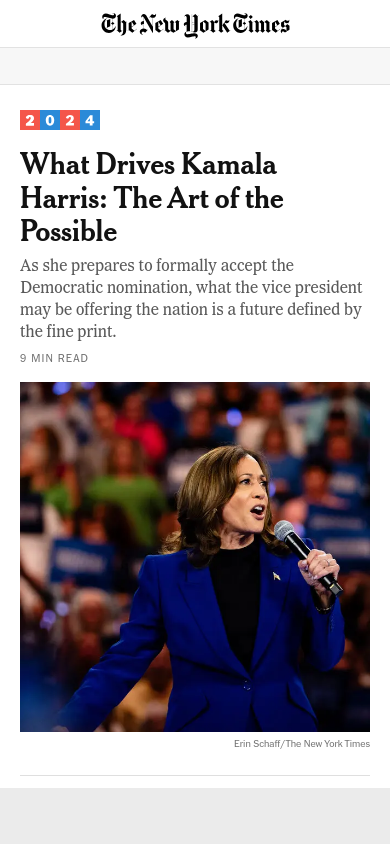 The New York Times
2024
What Drives Kamala
Harris: The Art of the
Possible
As she prepares to formally accept the
Democratic nomination, what the vice president
may be offering the nation is a future defined by
the fine print.
9 MIN READ
Erin Schaff/The New York Times